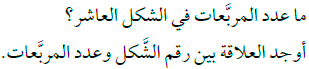 ما عدد المربَّعات في الشكل العاشر؟
أوجد العلاقة بين رقم الشَّكل وعدد المربَّعات.